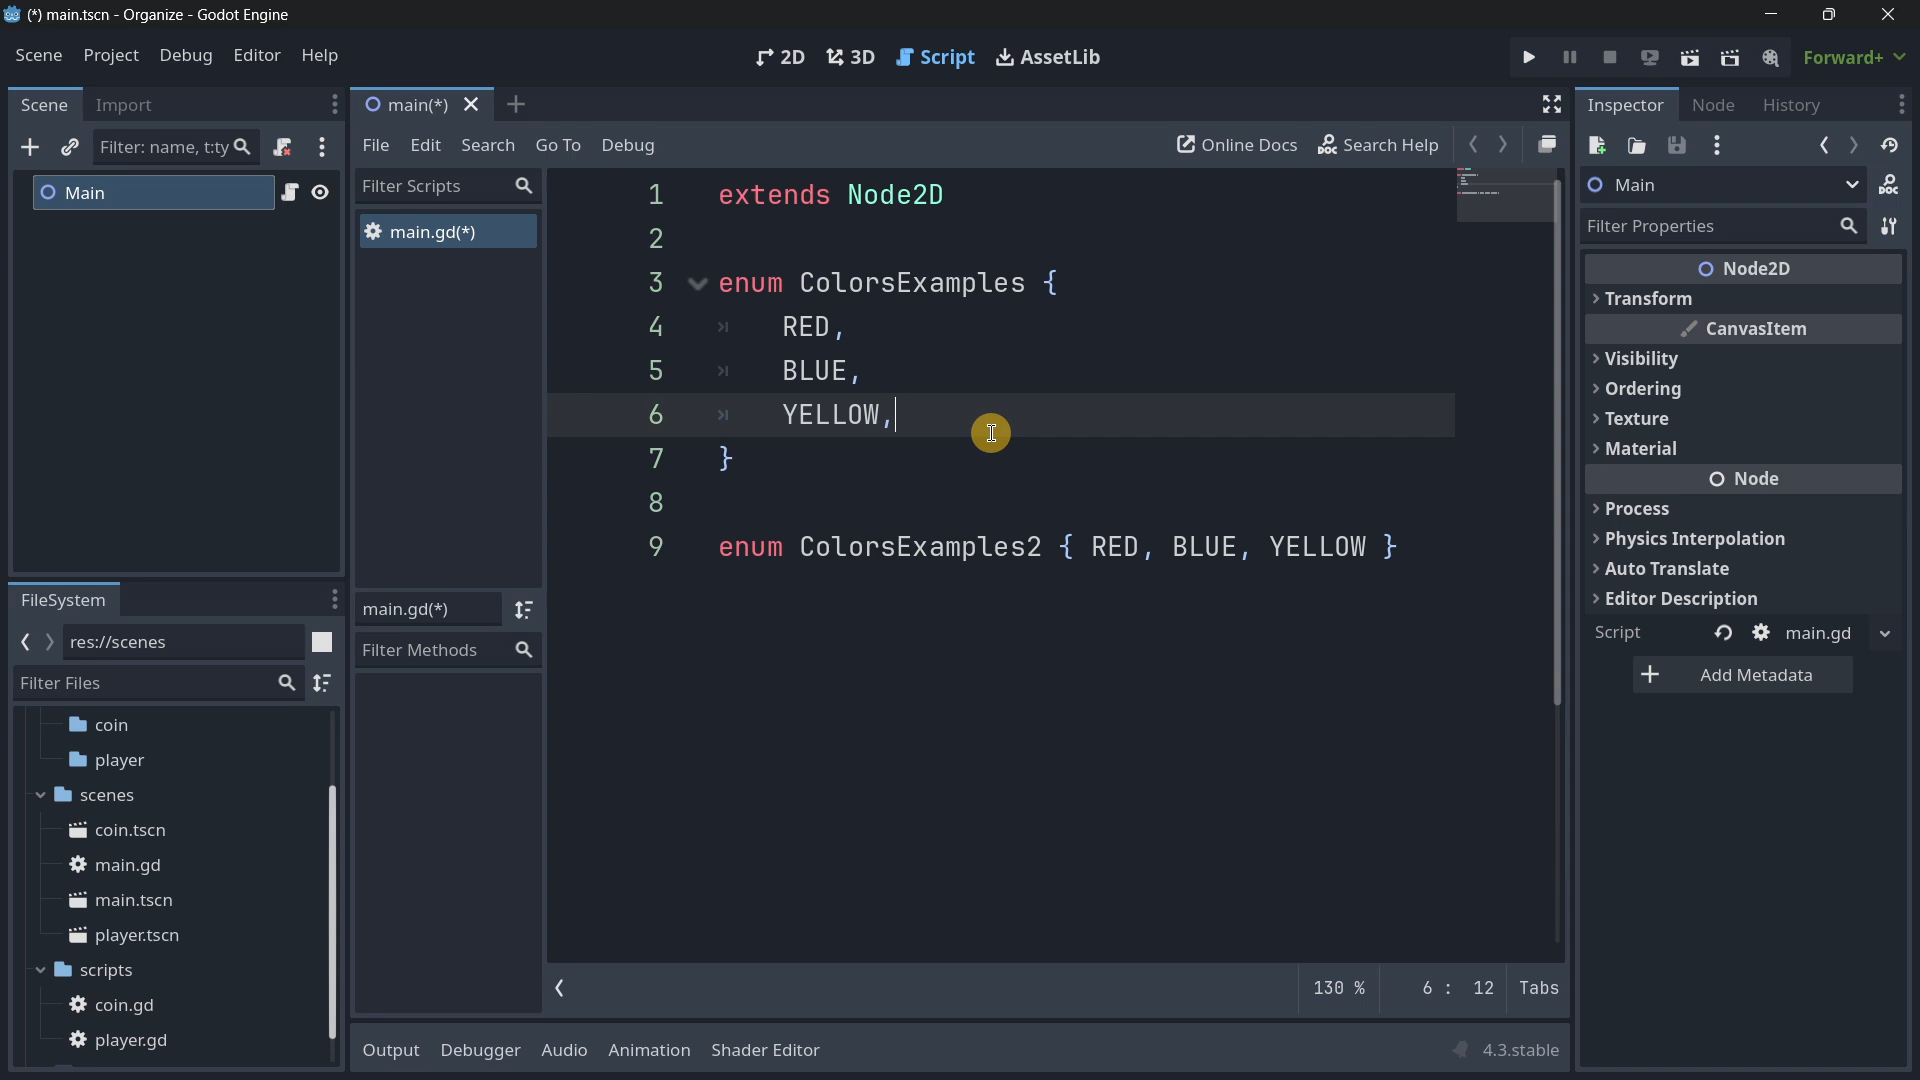 (*) main.tscn - Organize - Godot Engine
Scene Project Debug Editor Help
2D 3D Script AssetLib
Forward+
Scene Import
Filter: name, t:ty
Main
FileSystem
res://scenes
Filter Files
coin
player
scenes
coin.tscn
main.gd
main.tscn
player.tscn
scripts
coin.gd
player.gd
main(*)
File Edit Search Go To Debug
Online Docs Search Help
Filter Scripts
main.gd(*)
main.gd(*)
Filter Methods
1 extends Node2D
2
3 enum ColorsExamples {
4 RED,
5 BLUE,
6 YELLOW,
7 }
8
9 enum ColorsExamples2 { RED, BLUE, YELLOW }
130 % 6 : 12 Tabs
Output Debugger Audio Animation Shader Editor
4.3.stable
Inspector Node History
Main
DOC
Filter Properties
Node2D
Transform
CanvasItem
Visibility
Ordering
Texture
Material
Node
Process
Physics Interpolation
Auto Translate
Editor Description
Script main.gd
Add Metadata